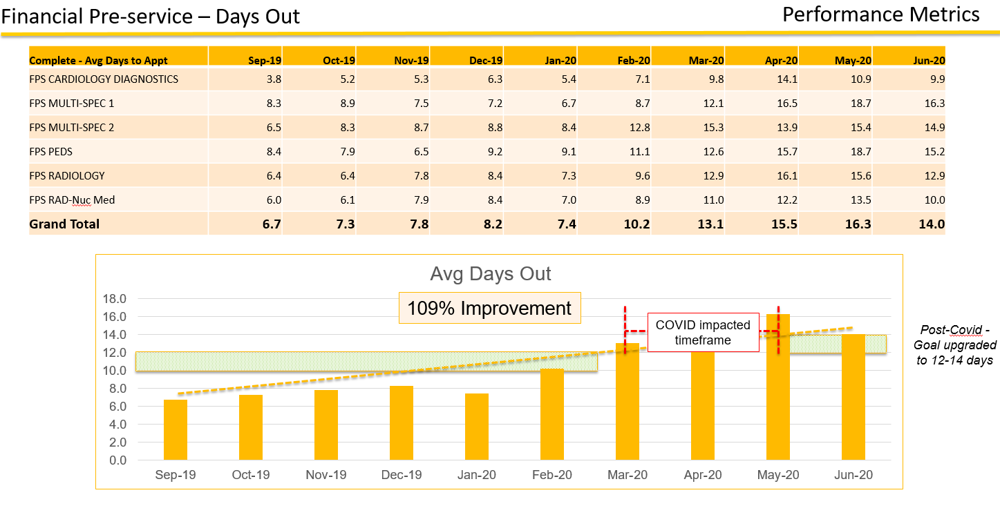 Financial Pre-service – Days Out
Performance Metrics
Complete - Avg Days to Appt Sep-19 Oct-19 Nov-19 Dec-19 Jan-20 Feb-20 Mar-20 Apr-20 May-20 Jun-20
FPS CARDIOLOGY DIAGNOSTICS 3.8 5.2 5.3 6.3 5.4 7.1 9.8 14.1 10.9 9.9
FPS MULTI-SPEC 1 8.3 8.9 7.5 7.2 6.7 8.7 12.1 16.5 18.7 16.3
FPS MULTI-SPEC 2 6.5 8.3 8.7 8.8 8.4 12.8 15.3 13.9 15.4 14.9
FPS PEDS 8.4 7.9 6.5 9.2 9.1 11.1 12.6 15.7 18.7 15.2
FPS RADIOLOGY 6.4 6.4 7.8 8.4 7.3 9.6 12.9 16.1 15.6 12.9
FPS RAD-Nuc Med 6.0 6.1 7.9 8.4 7.0 8.9 11.0 12.2 13.5 10.0
Grand Total 6.7 7.3 7.8 8.2 7.4 10.2 13.1 15.5 16.3 14.0
Avg Days Out
109% Improvement
COVID impacted
timeframe
18.0
16.0
14.0
12.0
10.0
8.0
6.0
4.0
2.0
0.0
Sep-19 Oct-19 Nov-19 Dec-19 Jan-20 Feb-20 Mar-20 Apr-20 May-20 Jun-20
Post-Covid -
Goal upgraded
to 12-14 days